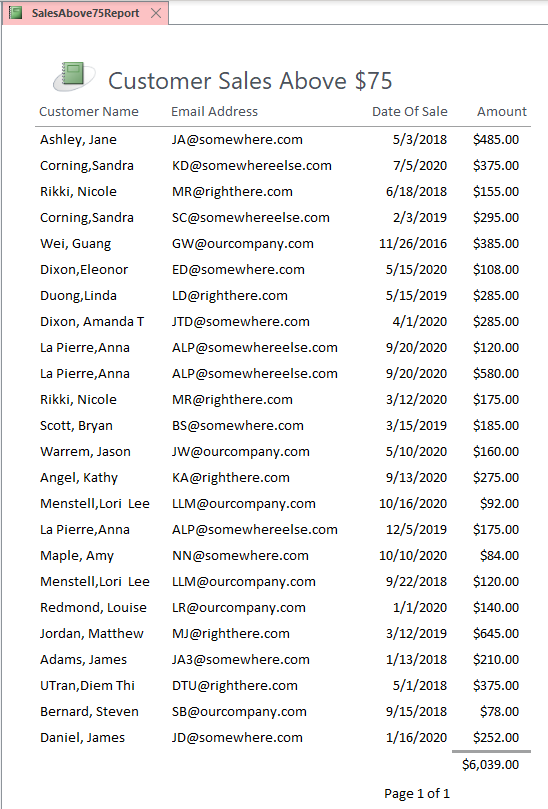 SalesAbove75Report
Customer Sales Above $75
Customer Name Email Address Date Of Sale Amount
Ashley, Jane JA@somewhere.com 5/3/2018 $485.00
Corning,Sandra KD@somewhereelse.com 7/5/2020 $375.00
Rikki, Nicole MR@righthere.com 6/18/2018 $155.00
Corning,Sandra SC@somewhereelse.com 2/3/2019 $295.00
Wei, Guang GW@ourcompany.com 11/26/2016 $385.00
Dixon,Eleonor ED@somewhere.com 5/15/2020 $108.00
Duong,Linda LD@righthere.com 5/15/2019 $285.00
Dixon, Amanda T JTD@somewhere.com 4/1/2020 $285.00
La Pierre,Anna ALP@somewhereelse.com 9/20/2020 $120.00
La Pierre,Anna ALP@somewhereelse.com 9/20/2020 $580.00
Rikki, Nicole MR@righthere.com 3/12/2020 $175.00
Scott, Bryan BS@somewhere.com 3/15/2019 $185.00
Warrem, Jason JW@ourcompany.com 5/10/2020 $160.00
Angel, Kathy KA@righthere.com 9/13/2020 $275.00
Menstell,Lori Lee LLM@ourcompany.com 10/16/2020 $92.00
La Pierre,Anna ALP@somewhereelse.com 12/5/2019 $175.00
Maple, Amy NN@somewhere.com 10/10/2020 $84.00
Menstell,Lori Lee LLM@ourcompany.com 9/22/2018 $120.00
Redmond, Louise LR@ourcompany.com 1/1/2020 $140.00
Jordan, Matthew MJ@righthere.com 3/12/2019 $645.00
Adams, James JA3@somewhere.com 1/13/2018 $210.00
UTran,Diem Thi DTU@righthere.com 5/1/2018 $375.00
Bernard, Steven SB@ourcompany.com 9/15/2018 $78.00
Daniel, James JD@somewhere.com 1/16/2020 $252.00
$6,039.00
Page 1 of 1